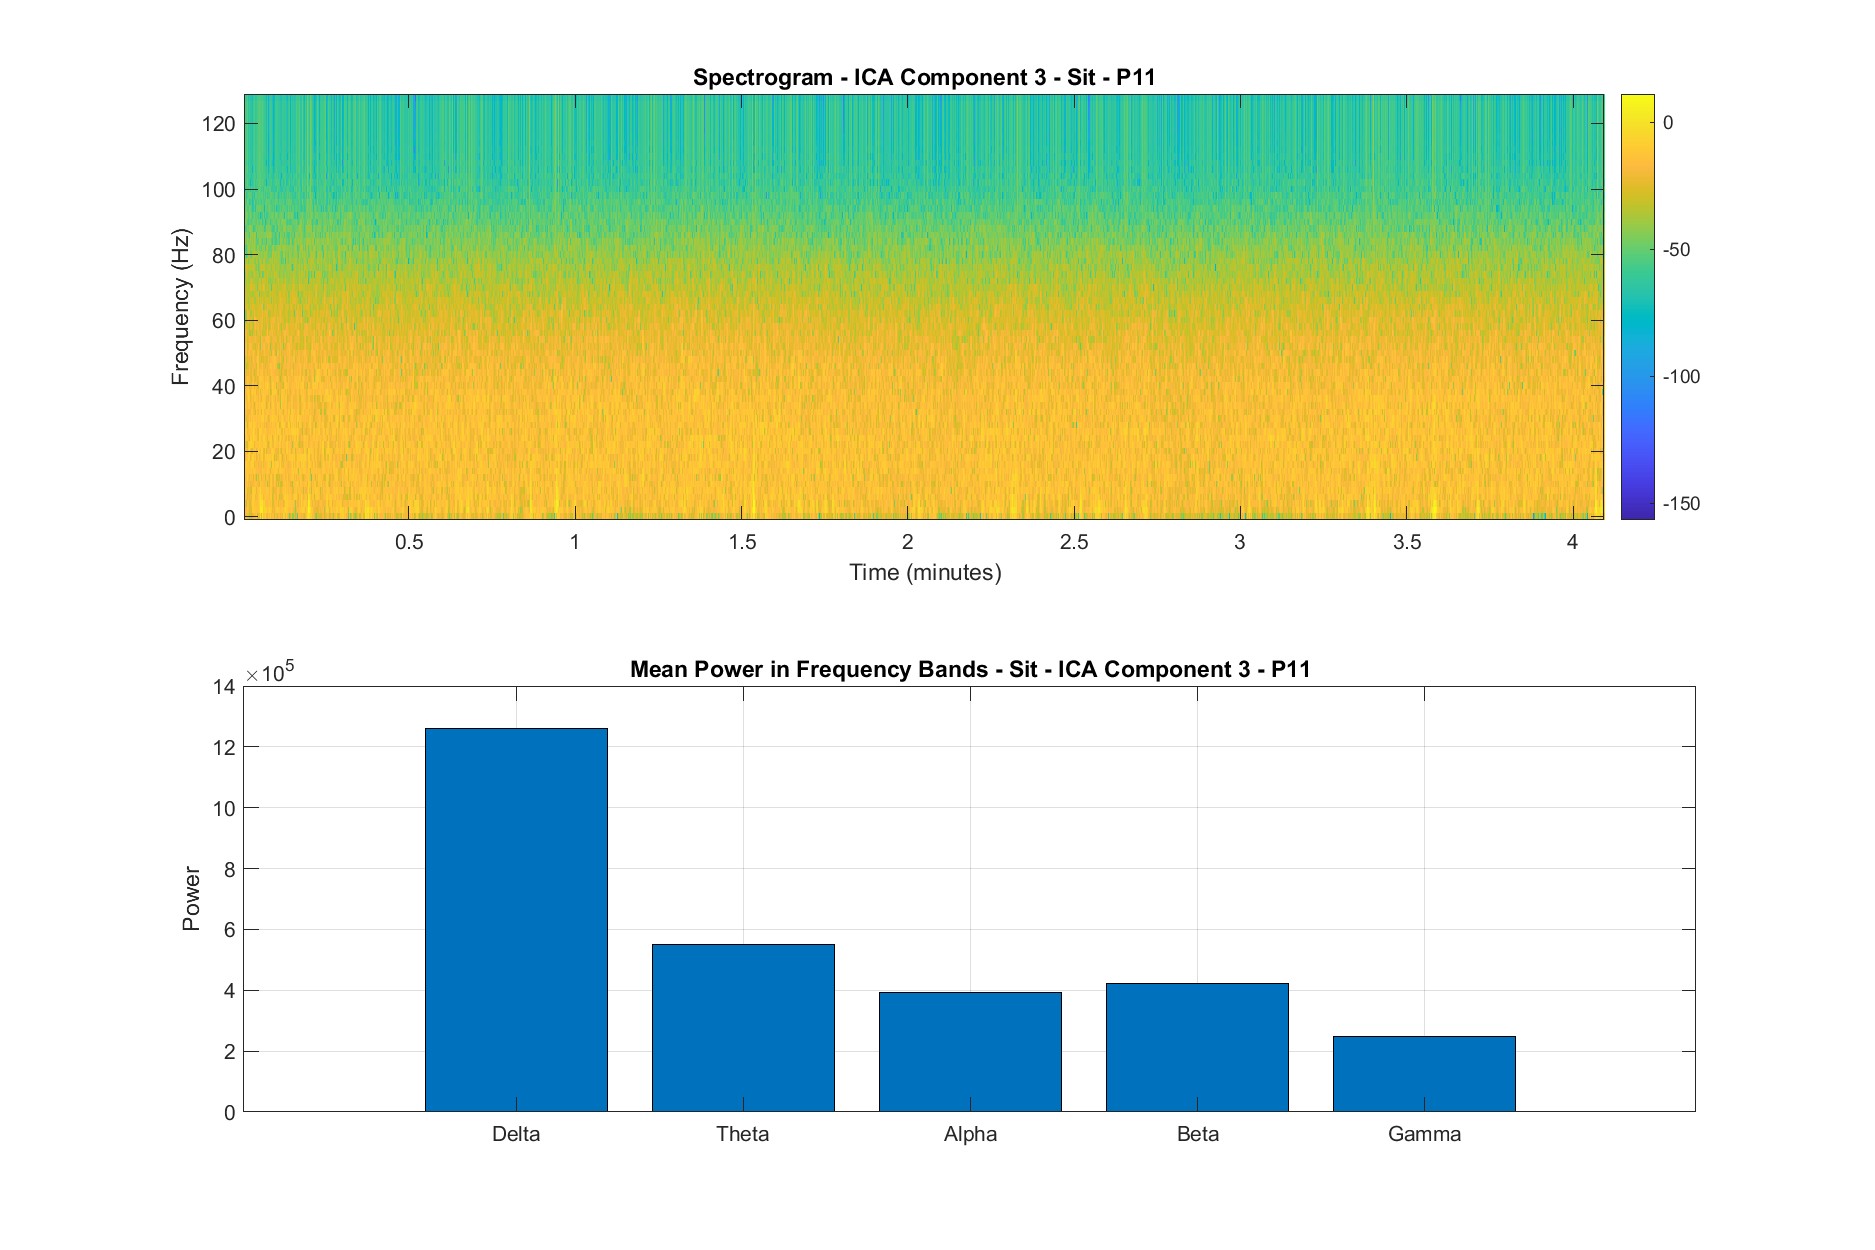 Spectrogram - ICA Component 3 - Sit - P11
120
100
80
60
40
20
0
Frequency (Hz)
0.5 1 1.5 2 2.5 3 3.5 4
Time (minutes)
0
-50
-100
-150
Mean Power in Frequency Bands - Sit - ICA Component 3 - P11
×10⁵
14
12
10
8
6
4
2
0
Power
Delta Theta Alpha Beta Gamma